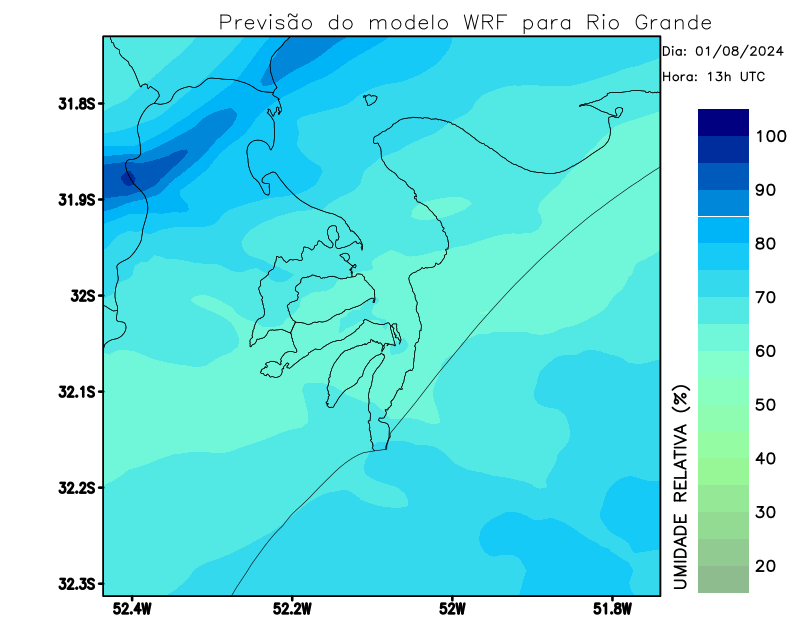 Previsão do modelo WRF para Rio Grande
Dia: 01/08/2024
Hora: 13h UTC
31.8S
31.9S
32S
32.1S
32.2S
32.3S
52.4W
52.2W
52W
51.8W
100
90
80
70
60
50
40
30
20
UMIDADE RELATIVA (%)